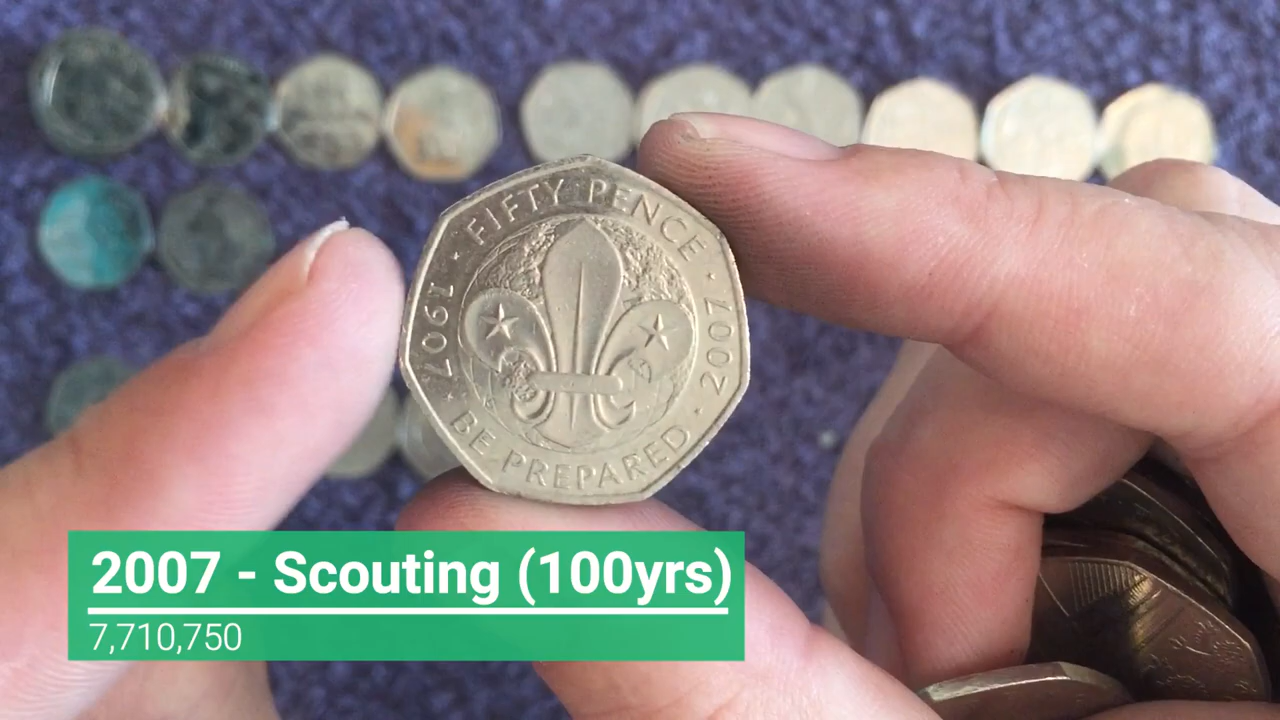 FIFTY PENCE
1907
2007
BE PREPARED
2007 - Scouting (100yrs)
7,710,750